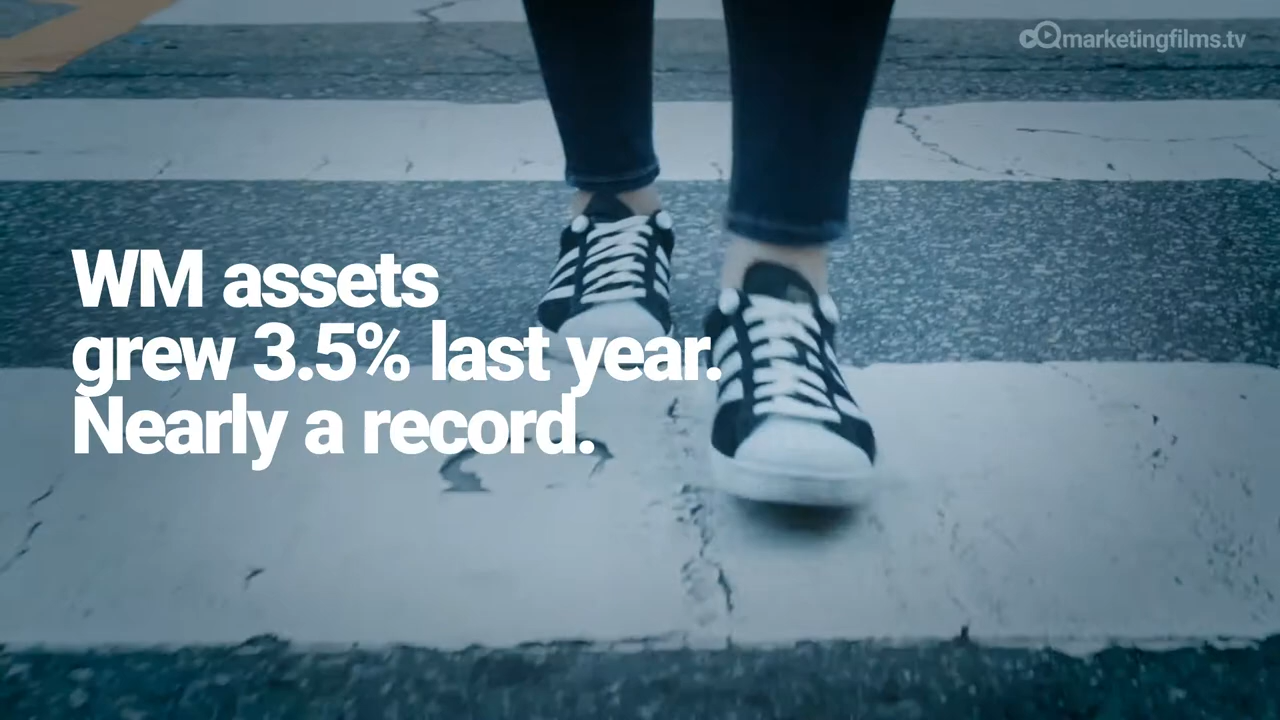 marketingfilms.tv
WM assets
grew 3.5% last year.
Nearly a record.